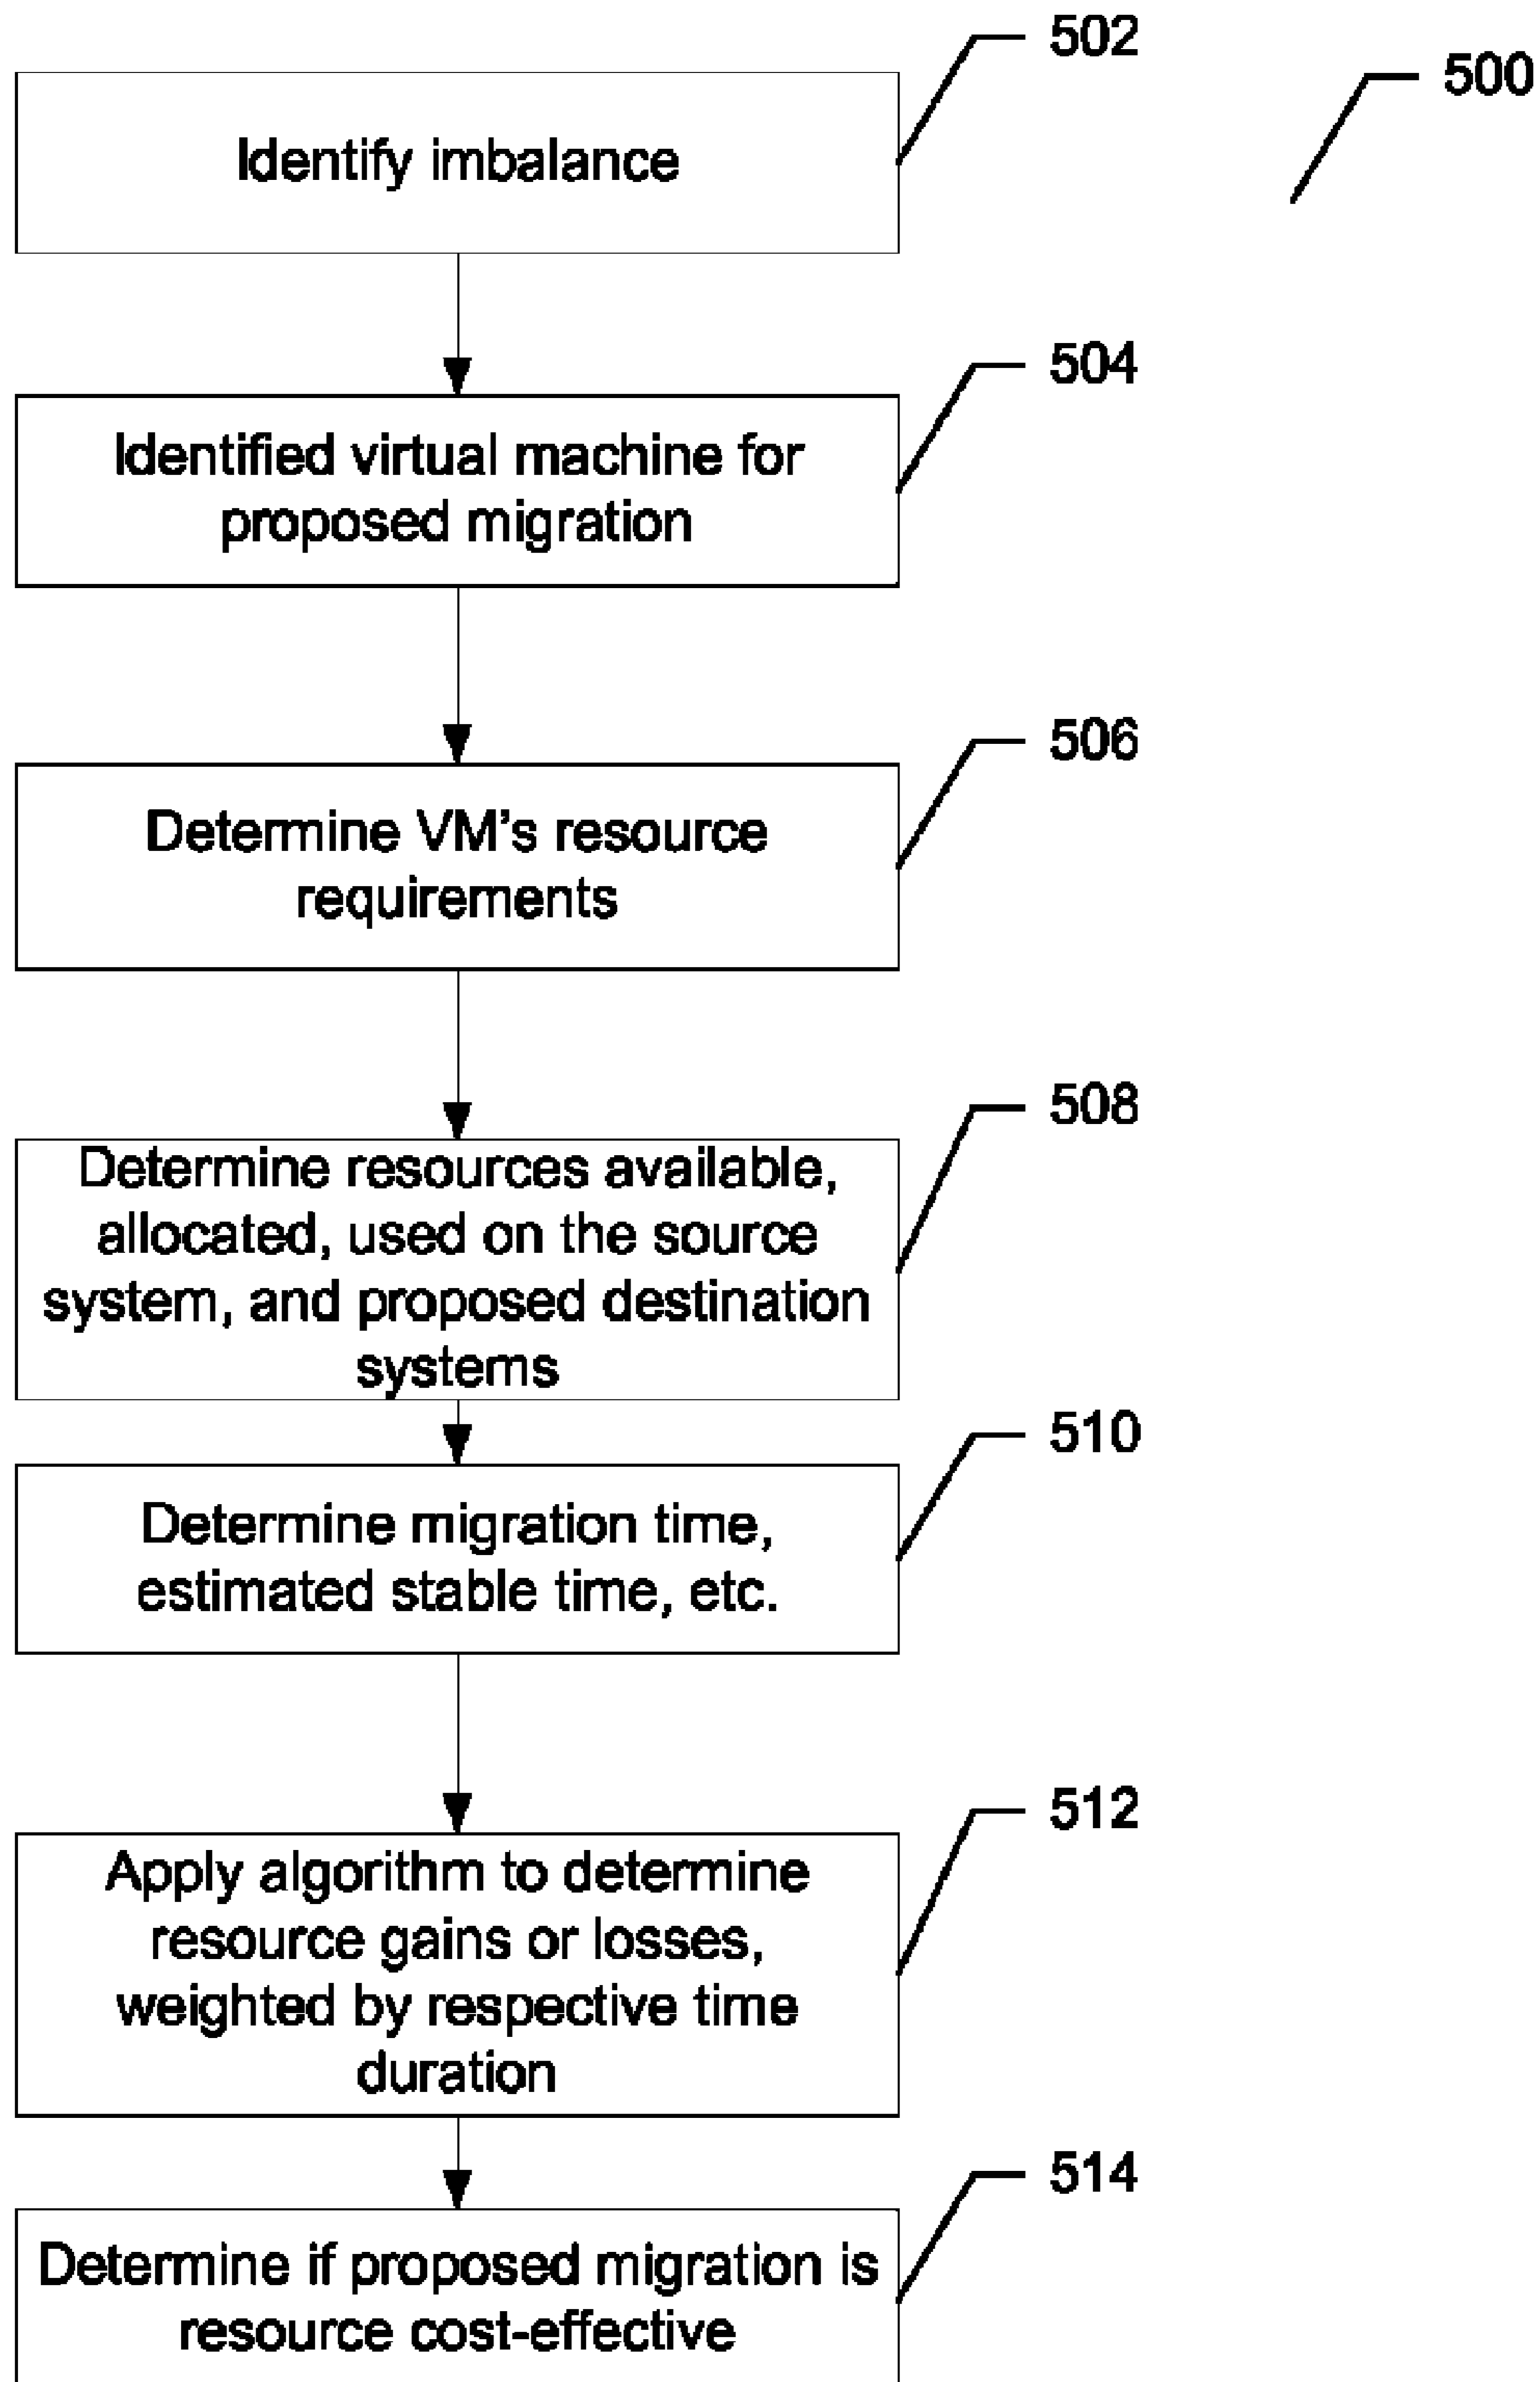 502
500
Identify imbalance
504
Identified virtual machine for
proposed migration
506
Determine VM's resource
requirements
508
Determine resources available,
allocated, used on the source
system, and proposed destination
systems
510
Determine migration time,
estimated stable time, etc.
512
Apply algorithm to determine
resource gains or losses,
weighted by respective time
duration
514
Determine if proposed migration is
resource cost-effective